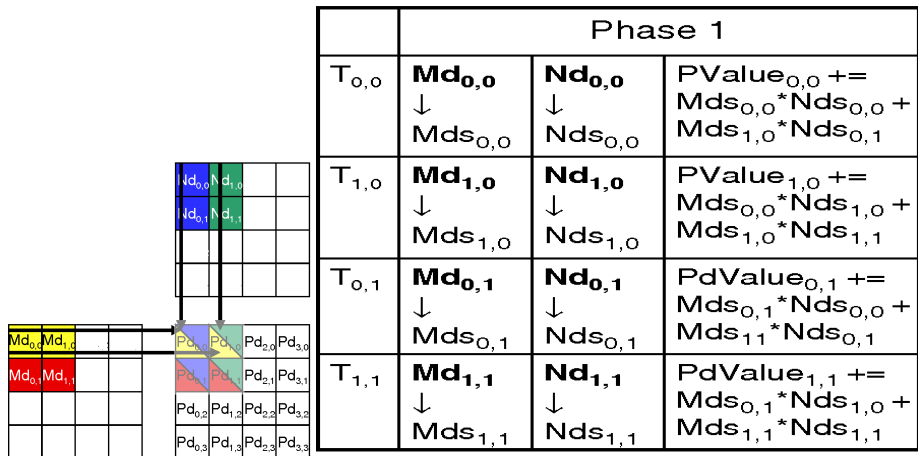 Phase 1
T0,0
Md0,0
↓
Mds0,0
Nd0,0
↓
Nds0,0
PValue0,0 +=
Mds0,0*Nds0,0 +
Mds1,0*Nds0,1
T1,0
Md1,0
↓
Mds1,0
Nd1,0
↓
Nds1,0
PValue1,0 +=
Mds0,0*Nds1,0 +
Mds1,0*Nds1,1
T0,1
Md0,1
↓
Mds0,1
Nd0,1
↓
Nds0,1
PdValue0,1 +=
Mds0,1*Nds0,0 +
Mds11*Nds0,1
T1,1
Md1,1
↓
Mds1,1
Nd1,1
↓
Nds1,1
PdValue1,1 +=
Mds0,1*Nds1,0 +
Mds1,1*Nds1,1
Nd0,0 Nd1,0
Nd0,1 Nd1,1
Md0,0 Md1,0
Md0,1 Md1,1
Pd1,0 Pd2,0 Pd3,0
Pd0,1 Pd1,1 Pd2,1 Pd3,1
Pd0,2 Pd1,2 Pd2,2 Pd3,2
Pd0,3 Pd1,3 Pd2,3 Pd3,3